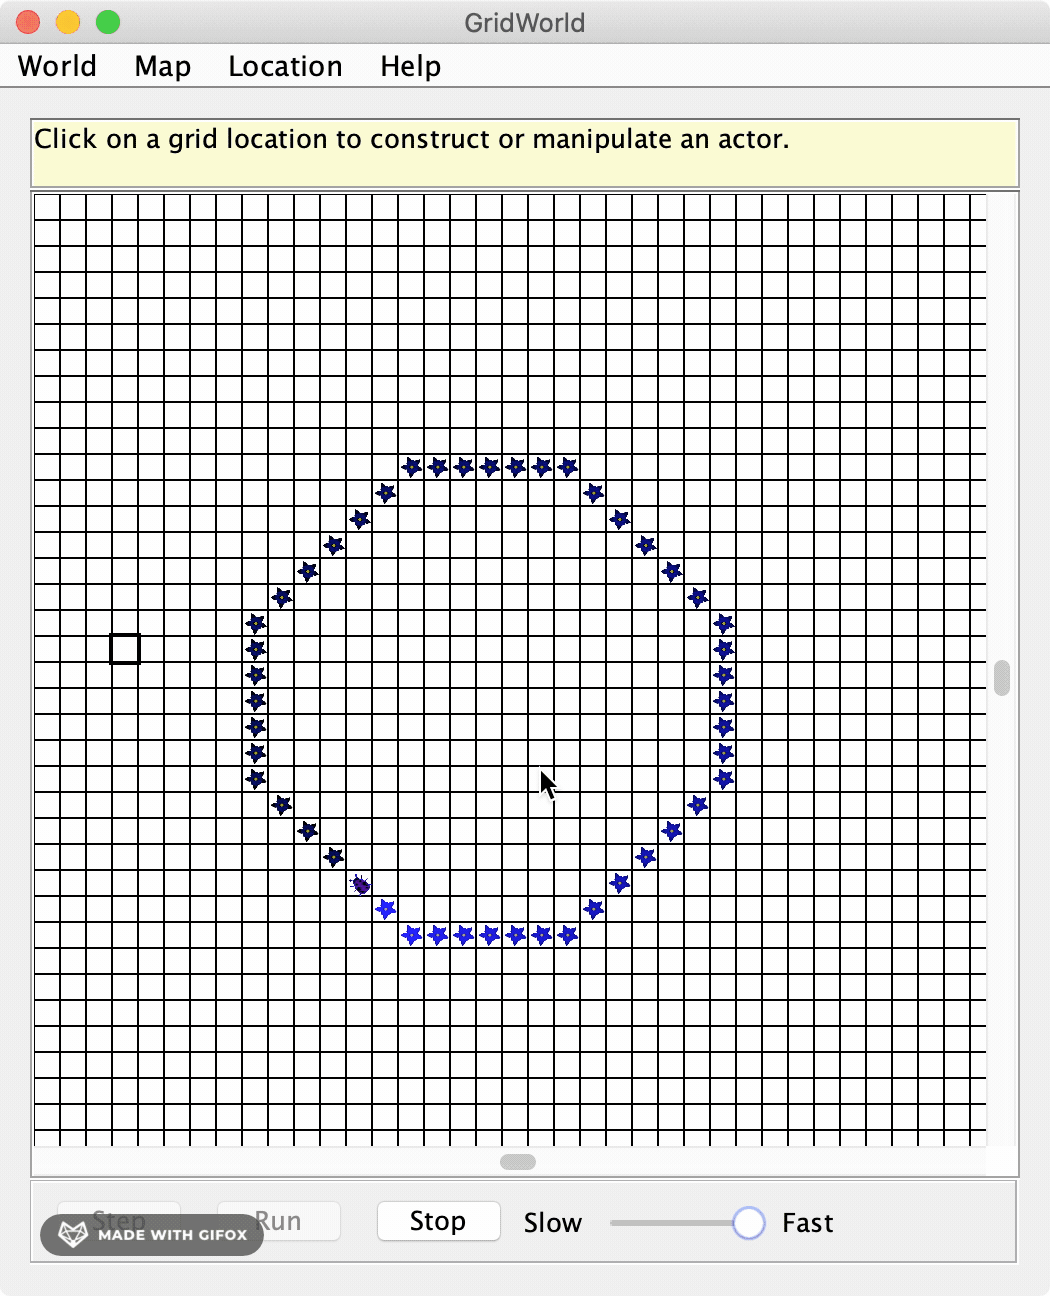 GridWorld
World Map Location Help
Click on a grid location to construct or manipulate an actor.
Step Run Stop Slow Fast
MADE WITH GIFOX